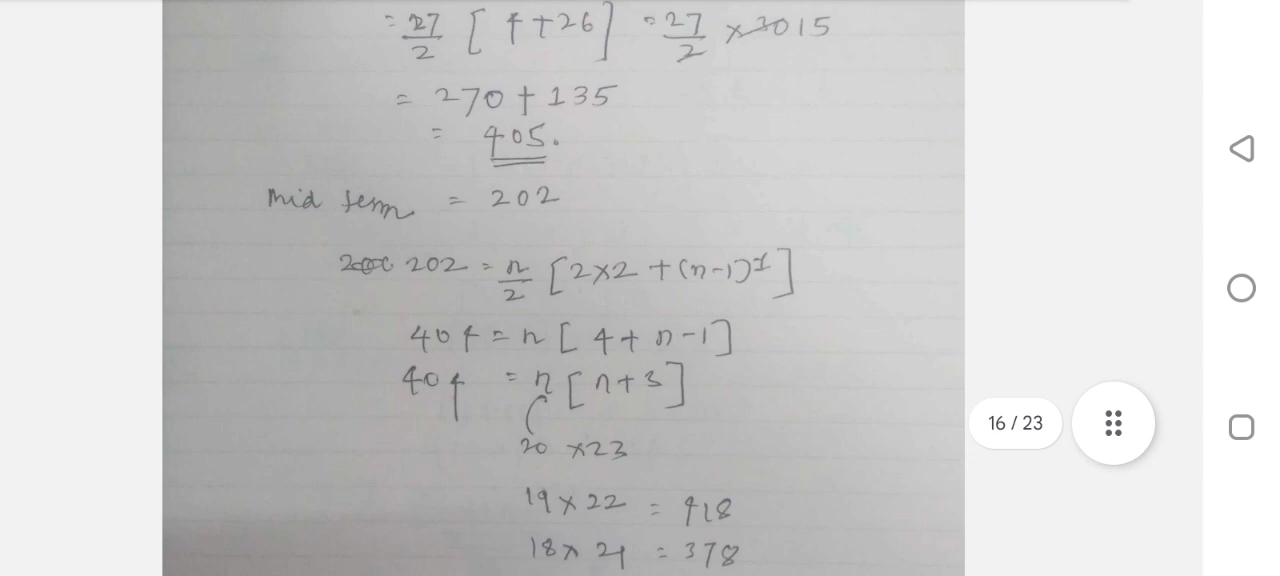 = 27/2 [4+26] = 27/2 × 30 15
= 270 + 135
= 405.
Mid term = 202
202 = n/2 [2×2 + (n-1)1]
404 = n [4 + n-1]
404 = n [n+3]
16 / 23
20 ×23
19 × 22 = 418
18 × 21 = 378